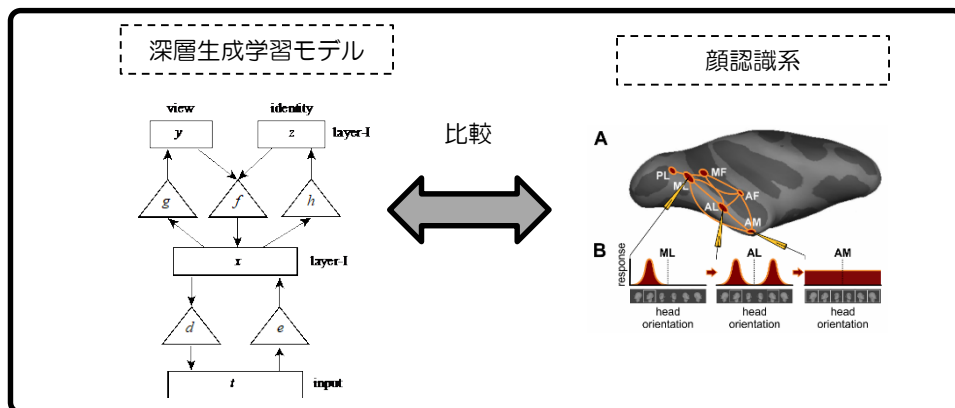 深層生成学習モデル
view
identity
y
z
layer-I
g
f
h
x
layer-I
d
e
t
input
比較
顔認識系
A
PL
ML
MF
AL
AF
AM
B
response
ML
AL
AM
head
orientation
head
orientation
head
orientation